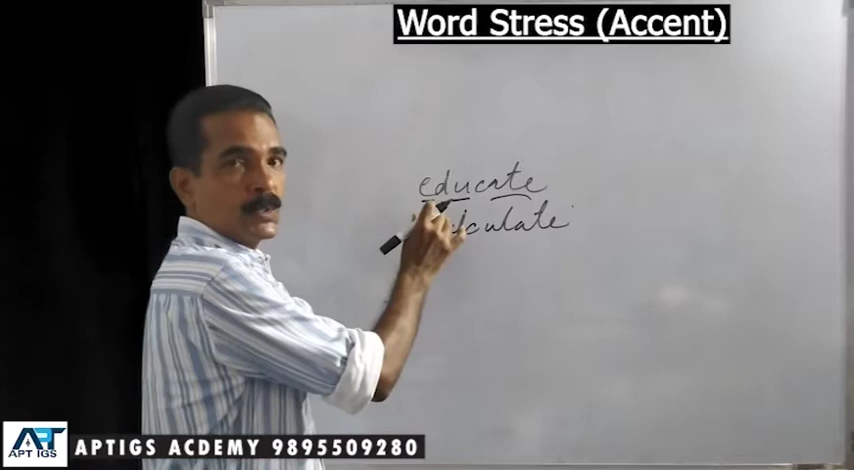 Word Stress (Accent)
educate
APT IGS
APTIGS ACDEMY 9895509280